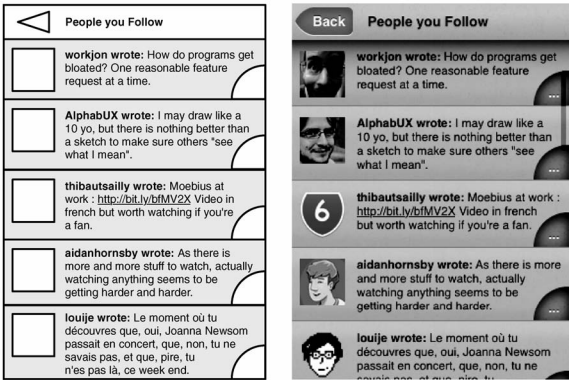 People you Follow
workjon wrote: How do programs get
bloated? One reasonable feature
request at a time.
AlphabUX wrote: I may draw like a
10 yo, but there is nothing better than
a sketch to make sure others "see
what I mean".
thibautsailly wrote: Moebius at
work : http://bit.ly/bfMV2X Video in
french but worth watching if you're
a fan.
aidanhornsby wrote: As there is
more and more stuff to watch, actually
watching anything seems to be
getting harder and harder.
louije wrote: Le moment où tu
découvres que, oui, Joanna Newsom
passait en concert, que, non, tu ne
savais pas, et que, pire, tu
n'es pas là, ce week end.
Back
People you Follow
workjon wrote: How do programs get
bloated? One reasonable feature
request at a time.
...
AlphabUX wrote: I may draw like a
10 yo, but there is nothing better than
a sketch to make sure others "see
what I mean".
...
6
thibautsailly wrote: Moebius at work :
http://bit.ly/bfMV2X Video in french
but worth watching if you're a fan.
...
aidanhornsby wrote: As there is more
and more stuff to watch, actually
watching anything seems to be
getting harder and harder.
...
louije wrote: Le moment où tu
découvres que, oui, Joanna Newsom
passait en concert, que, non, tu ne
savais pas, et que, pire, tu